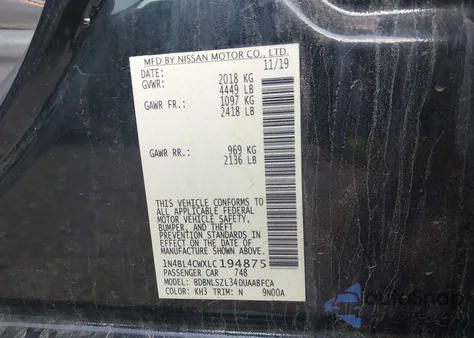 MFD BY NISSAN MOTOR CO., LTD.
DATE: 11/19
GVWR: 2018 KG
4449 LB
GAWR FR.: 1097 KG
2418 LB
GAWR RR.: 969 KG
2136 LB
THIS VEHICLE CONFORMS TO
ALL APPLICABLE FEDERAL
MOTOR VEHICLE SAFETY,
BUMPER, AND THEFT
PREVENTION STANDARDS IN
EFFECT ON THE DATE OF
MANUFACTURE SHOWN ABOVE.
1N4BL4CWXLC194875
PASSENGER CAR 748
MODEL: BDBNLSZL34DUAABFCA
COLOR: KH3 TRIM: N 9N00A
AutoSnap